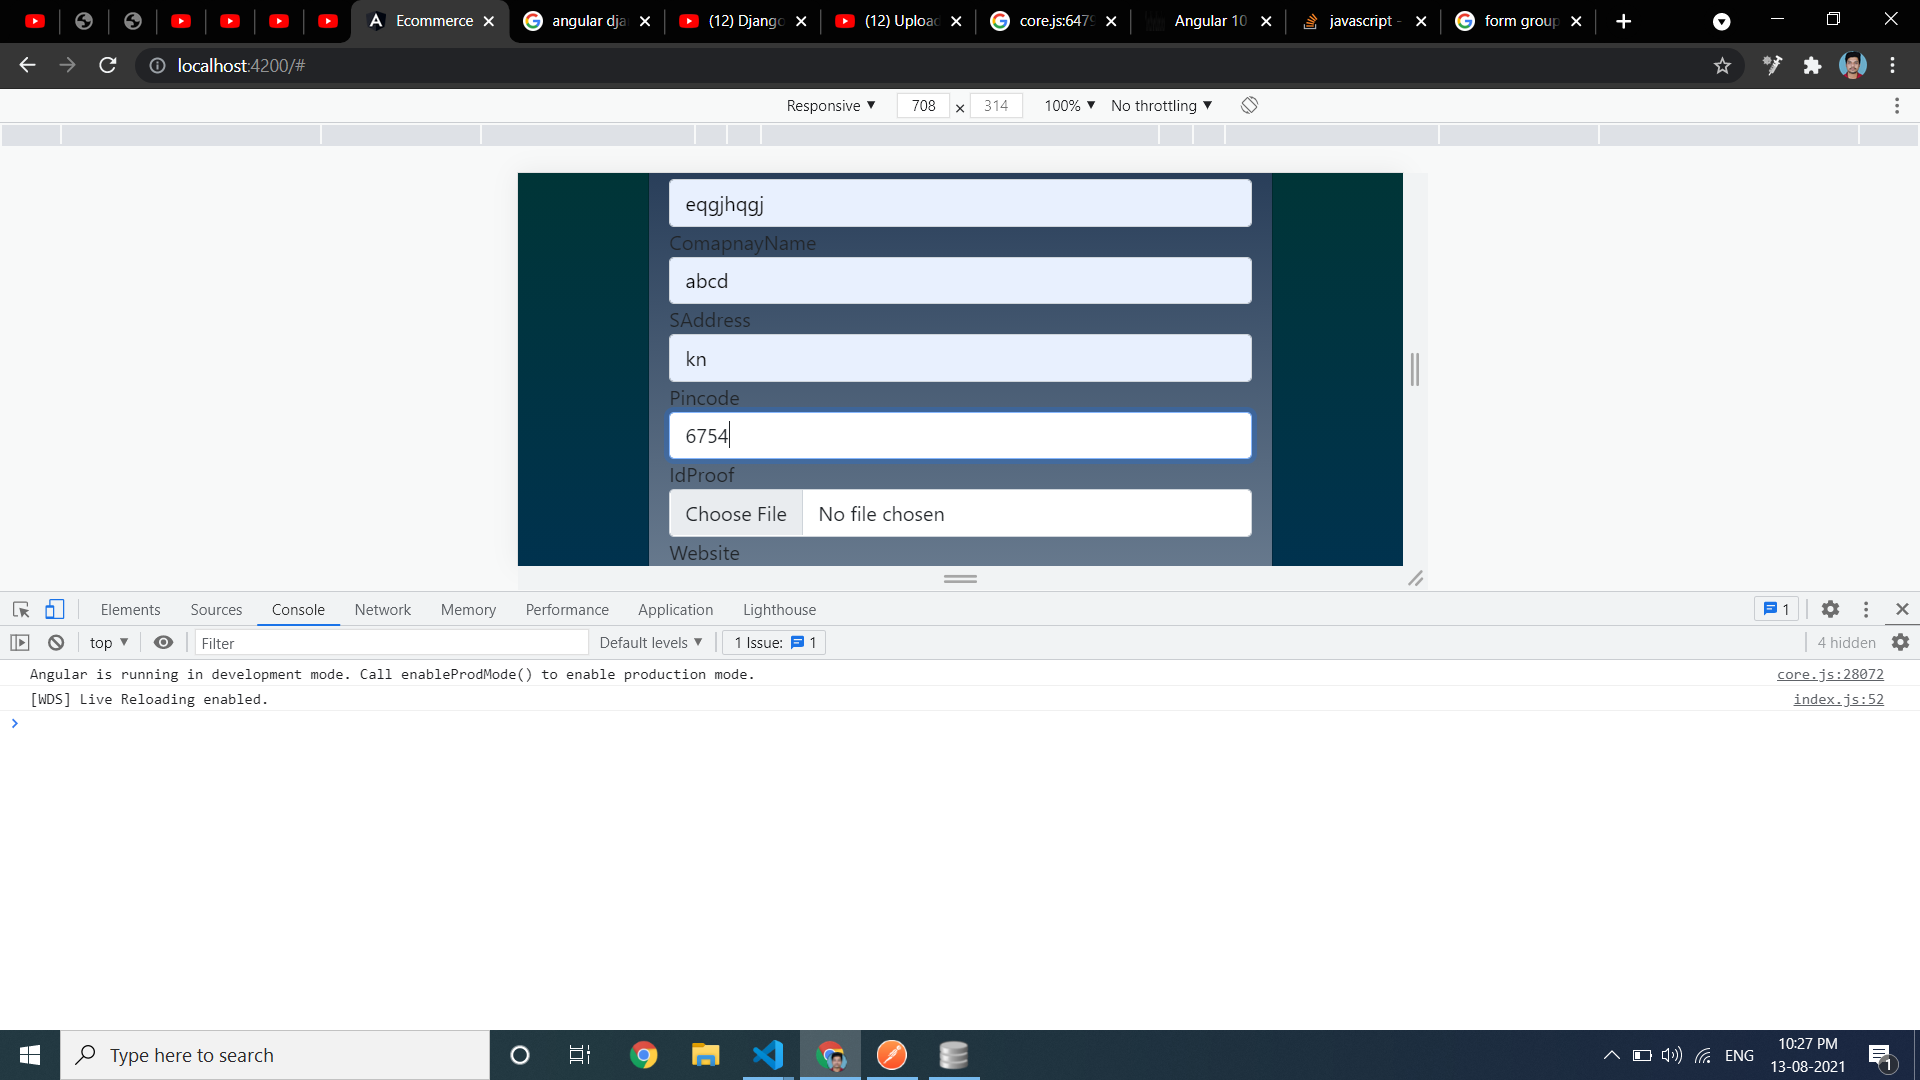 Ecommerce
angular dja
(12) Django
(12) Upload
core.js:6479
Angular 10
javascript -
form group
localhost:4200/#
Responsive ▼ 708 × 314 100% ▼ No throttling ▼
eqgjhqgj
ComapnayName
abcd
SAddress
kn
Pincode
6754
IdProof
Choose File No file chosen
Website
Elements Sources Console Network Memory Performance Application Lighthouse 1
top ▼ Filter Default levels ▼ 1 Issue: 1 4 hidden
Angular is running in development mode. Call enableProdMode() to enable production mode. core.js:28072
[WDS] Live Reloading enabled. index.js:52
Type here to search
ENG
10:27 PM
13-08-2021
1